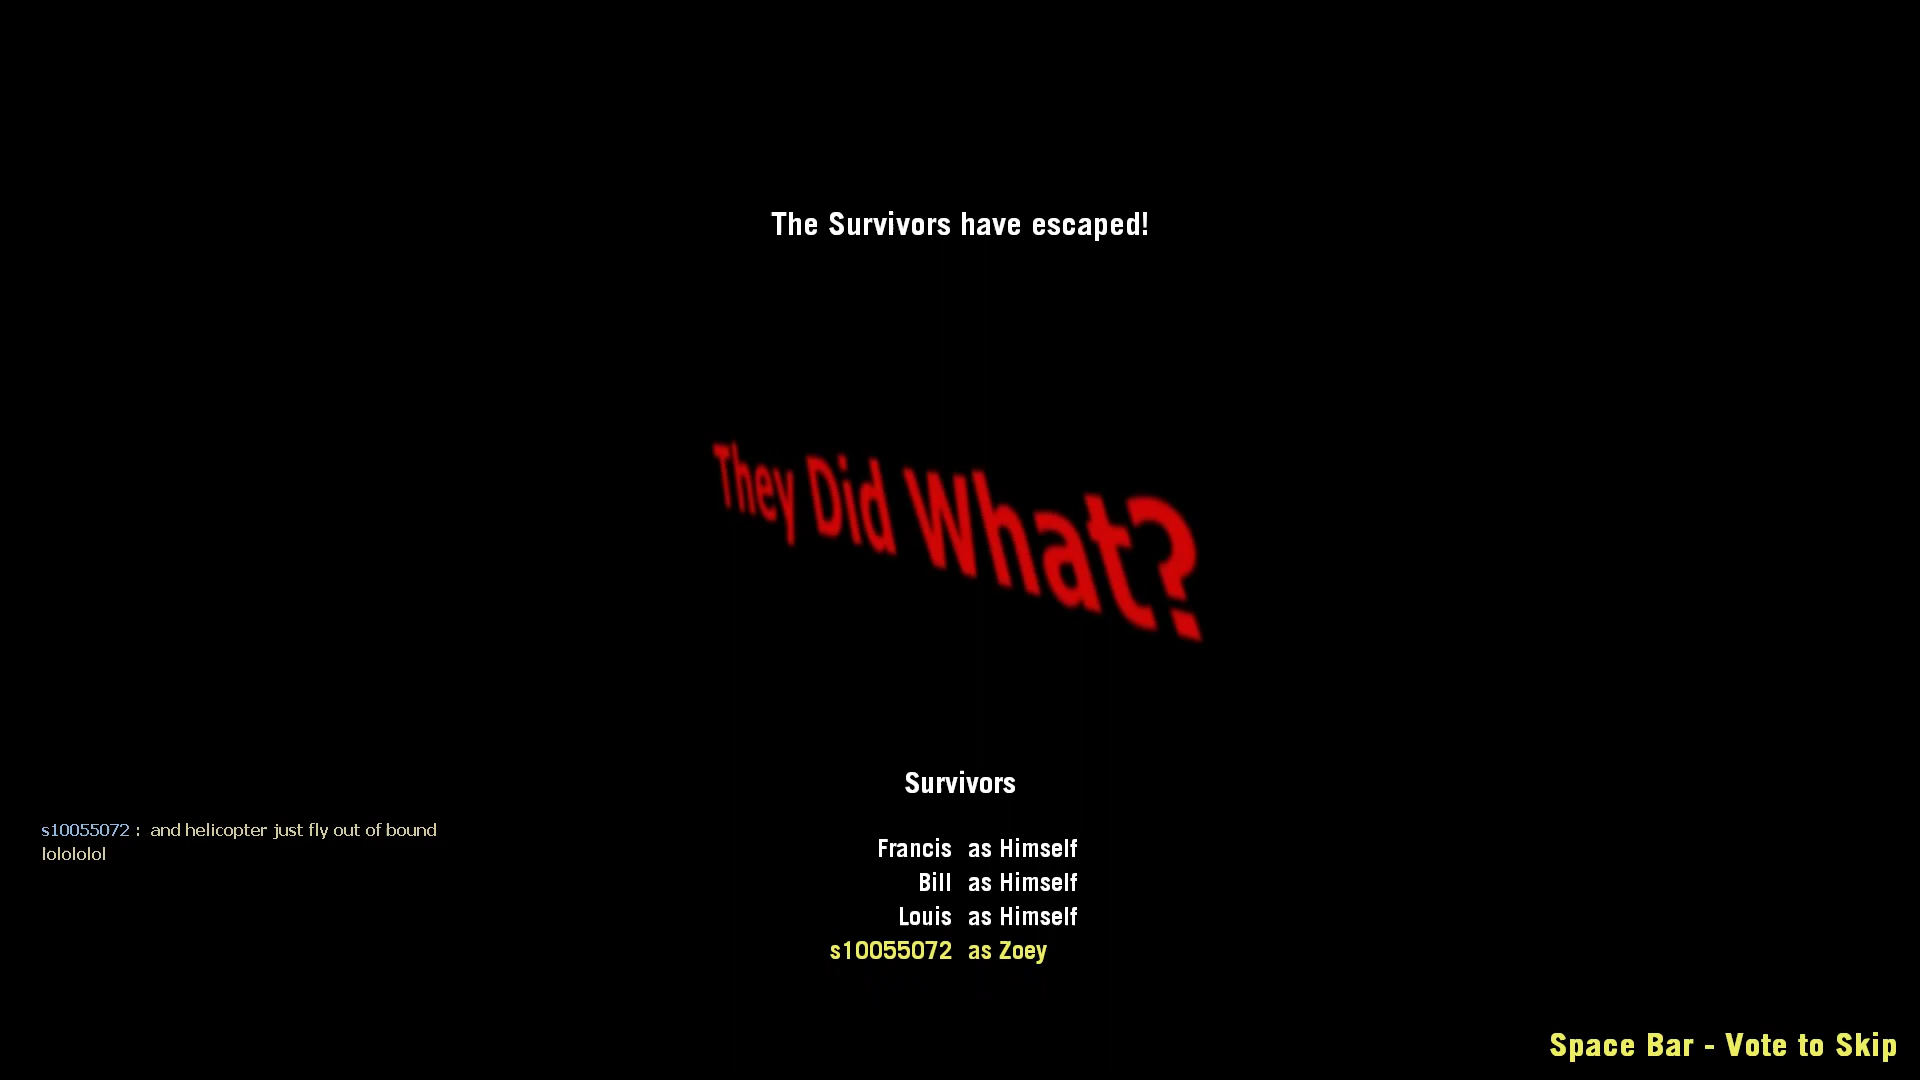 The Survivors have escaped!
They Did What?
Survivors
s10055072 : and helicopter just fly out of bound
lolololol
Francis as Himself
Bill as Himself
Louis as Himself
s10055072 as Zoey
Space Bar - Vote to Skip